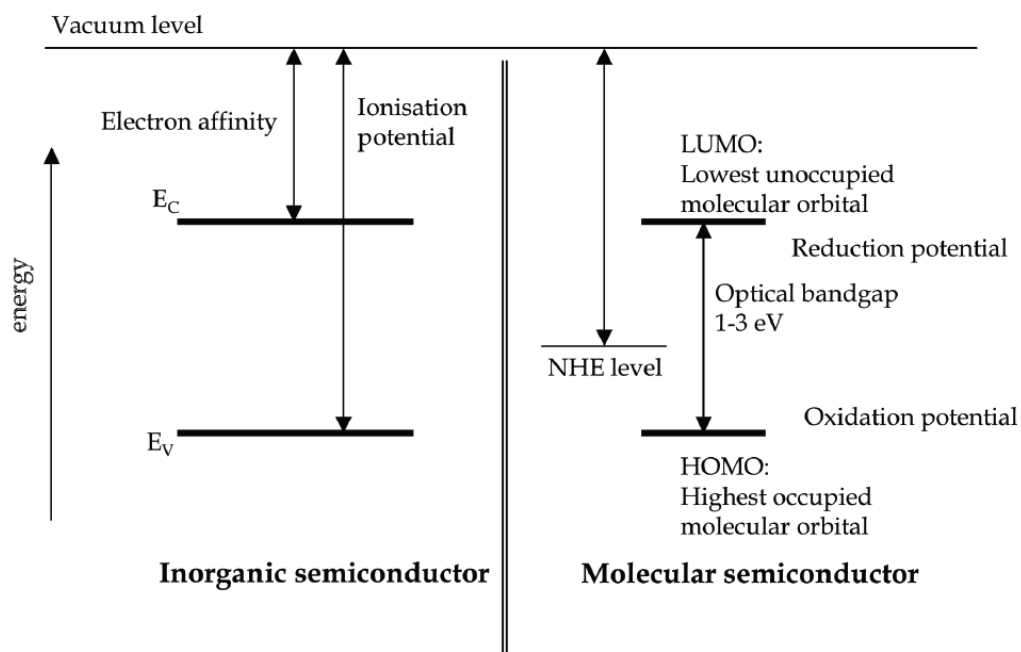 Vacuum level
Electron affinity
Ionisation
potential
energy
E_C
E_V
Inorganic semiconductor
LUMO:
Lowest unoccupied
molecular orbital
Reduction potential
Optical bandgap
1-3 eV
NHE level
Oxidation potential
HOMO:
Highest occupied
molecular orbital
Molecular semiconductor